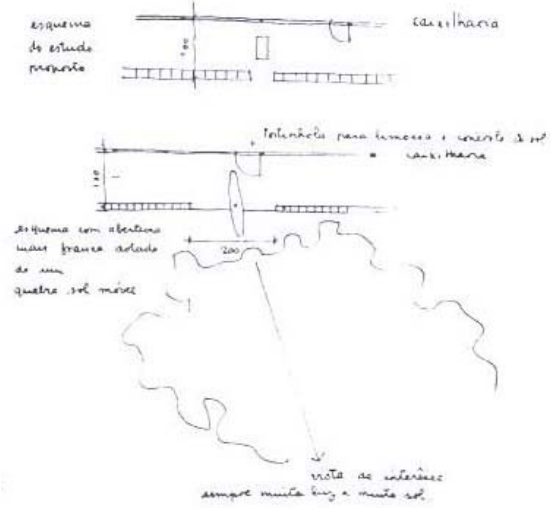 esquema
do estudo
proposto
caixilharia
100
Portinhola para limpeza e conserto do sol
caixilharia
100
esquema com abertura
mais franca dotado
de um
quebra sol móvel
200
vista de interêsse
sempre muita luz e muito sol.